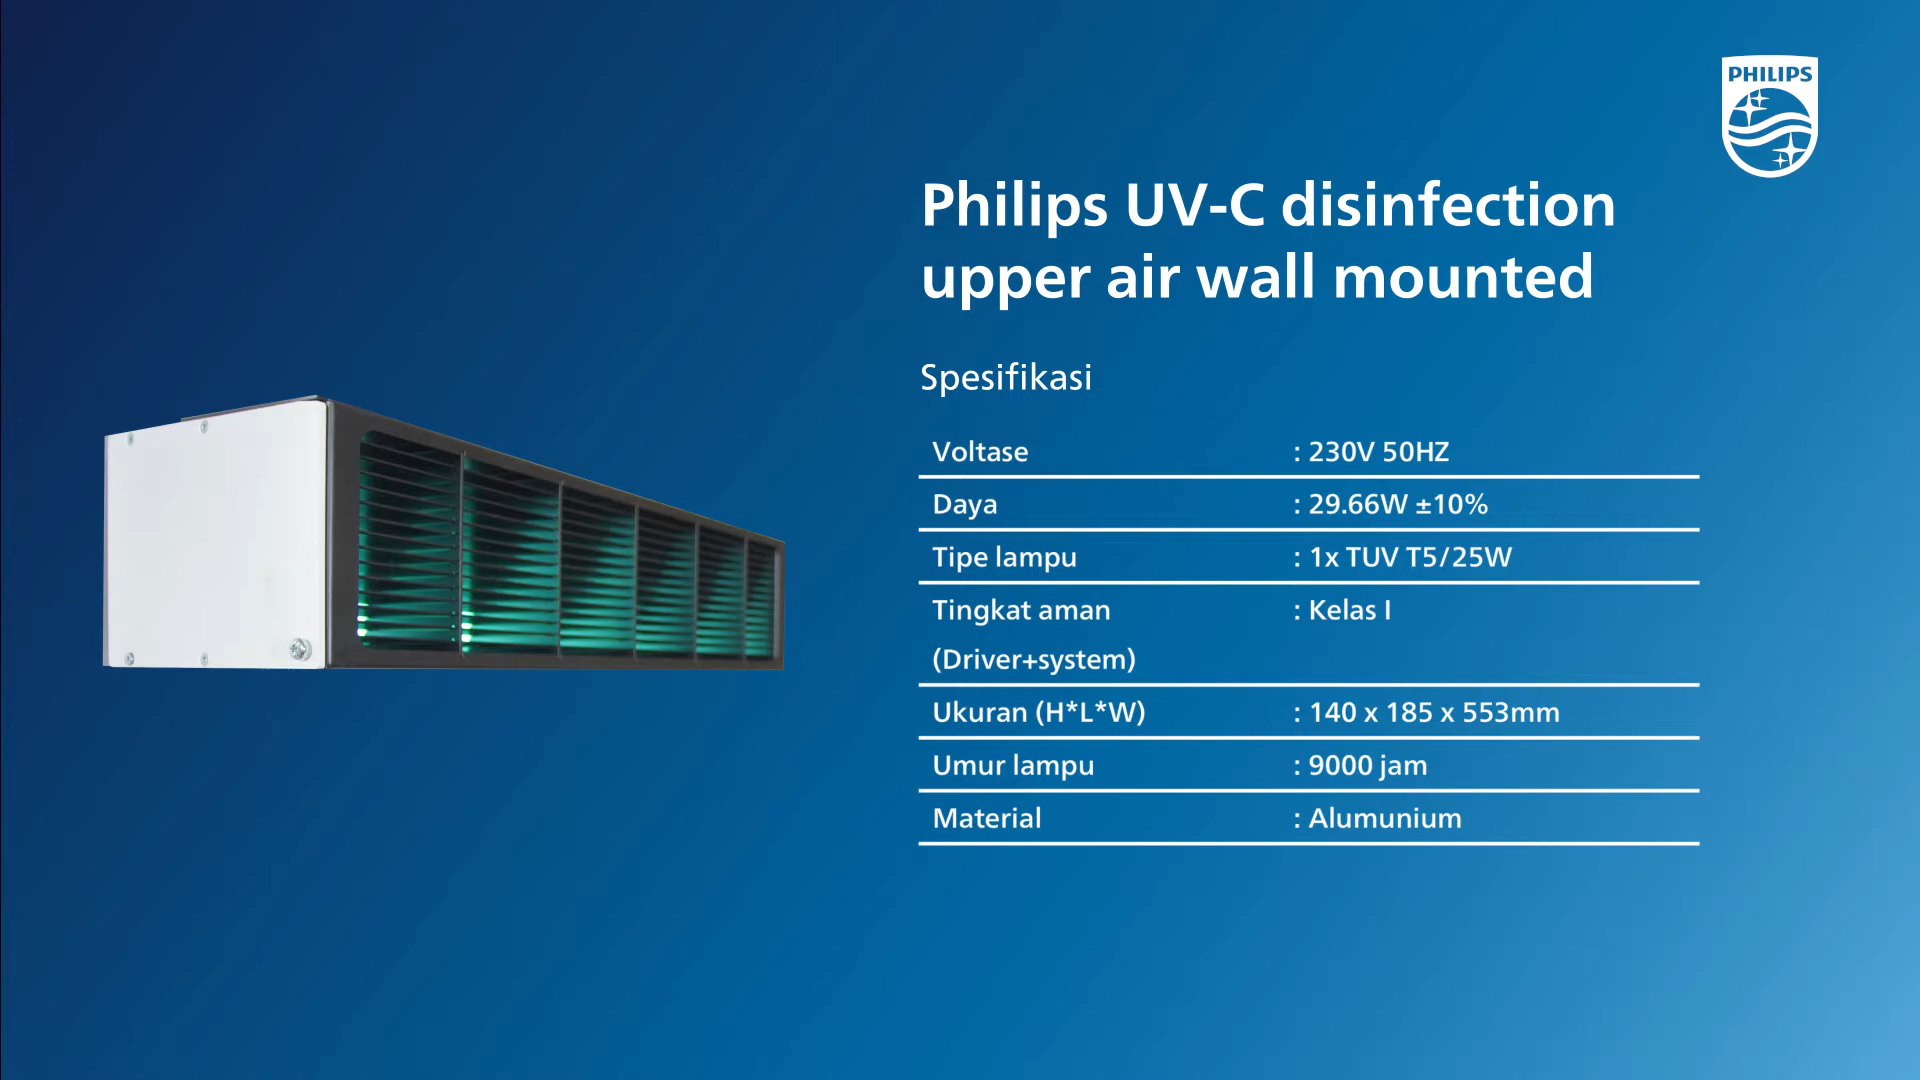 PHILIPS
Philips UV-C disinfection
upper air wall mounted
Spesifikasi
Voltase : 230V 50HZ
Daya : 29.66W ±10%
Tipe lampu : 1x TUV T5/25W
Tingkat aman : Kelas I
(Driver+system)
Ukuran (H*L*W) : 140 x 185 x 553mm
Umur lampu : 9000 jam
Material : Alumunium